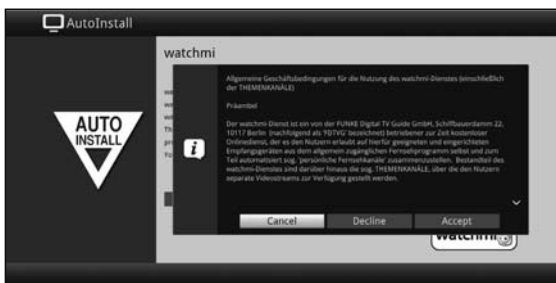 AutoInstall
watchmi
AUTO
INSTALL
Allgemeine Geschäftsbedingungen für die Nutzung des watchmi-Dienstes (einschließlich
der THEMENKANÄLE)
Präambel
Der watchmi-Dienst ist ein von der FUNKE Digital TV Guide GmbH, Schiffbauerdamm 22,
10117 Berlin (nachfolgend als 'FDTVG' bezeichnet) betriebener zur Zeit kostenloser
Onlinedienst, der es den Nutzern erlaubt auf hierfür geeigneten und eingerichteten
Empfangsgeräten aus dem allgemein zugänglichen Fernsehprogramm selbst und zum
Teil automatisiert sog. 'persönliche Fernsehkanäle' zusammenzustellen. Bestandteil des
watchmi-Dienstes sind darüber hinaus die sog. THEMENKANÄLE, über die den Nutzern
separate Videostreams zur Verfügung gestellt werden.
Cancel Decline Accept
watchmi